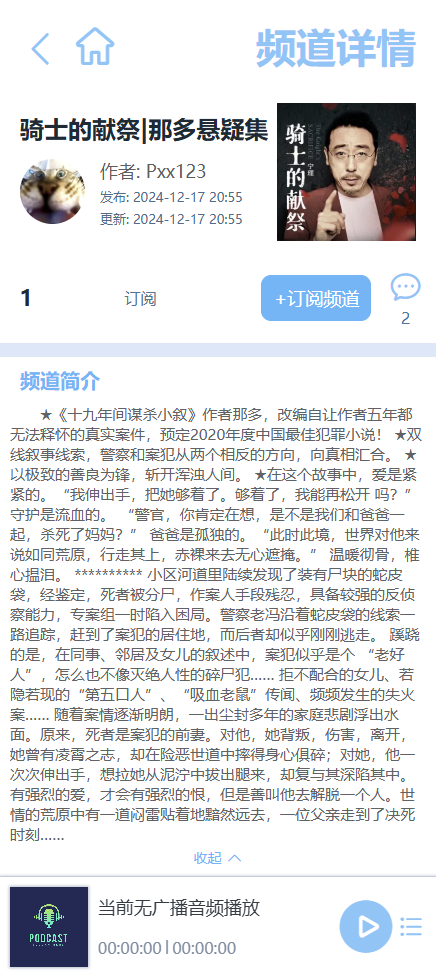 频道详情
骑士的献祭|那多悬疑集
作者: Pxx123
发布: 2024-12-17 20:55
更新: 2024-12-17 20:55
骑士的献祭
宁理
1
订阅
+订阅频道
2
频道简介
★《十九年间谋杀小叙》作者那多，改编自让作者五年都
无法释怀的真实案件，预定2020年度中国最佳犯罪小说！ ★双
线叙事线索，警察和案犯从两个相反的方向，向真相汇合。 ★
以极致的善良为锋，斩开浑浊人间。 ★在这个故事中，爱是紧
紧的。“我伸出手，把她够着了。够着了，我能再松开 吗？”
守护是流血的。 “警官，你肯定在想，是不是我们和爸爸一
起，杀死了妈妈？” 爸爸是孤独的。 “此时此境，世界对他来
说如同荒原，行走其上，赤裸来去无心遮掩。” 温暖彻骨，椎
心揾泪。 ********** 小区河道里陆续发现了装有尸块的蛇皮
袋，经鉴定，死者被分尸，作案人手段残忍，具备较强的反侦
察能力，专案组一时陷入困局。警察老冯沿着蛇皮袋的线索一
路追踪，赶到了案犯的居住地，而后者却似乎刚刚逃走。 蹊跷
的是，在同事、邻居及女儿的叙述中，案犯似乎是个 “老好
人” ，怎么也不像灭绝人性的碎尸犯...... 拒不配合的女儿、若
隐若现的“第五口人”、“吸血老鼠”传闻、频频发生的失火
案...... 随着案情逐渐明朗，一出尘封多年的家庭悲剧浮出水
面。原来，死者是案犯的前妻。对他，她背叛，伤害，离开，
她曾有凌霄之志，却在险恶世道中摔得身心俱碎；对她，他一
次次伸出手，想拉她从泥泞中拔出腿来，却复与其深陷其中。
有强烈的爱，才会有强烈的恨，但是善叫他去解脱一个人。世
情的荒原中有一道闷雷贴着地黯然远去，一位父亲走到了决死
时刻......
收起
PODCAST
当前无广播音频播放
00:00:00 | 00:00:00